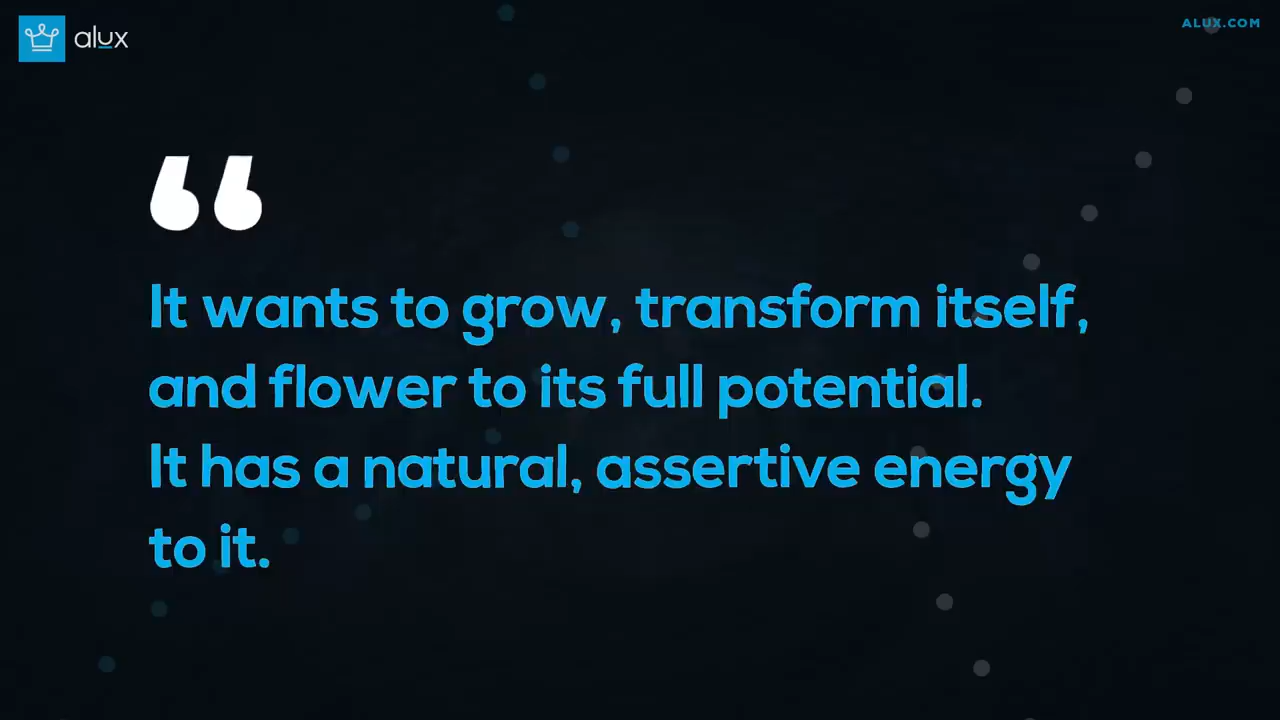 alux
ALUX.COM
“
It wants to grow, transform itself,
and flower to its full potential.
It has a natural, assertive energy
to it.